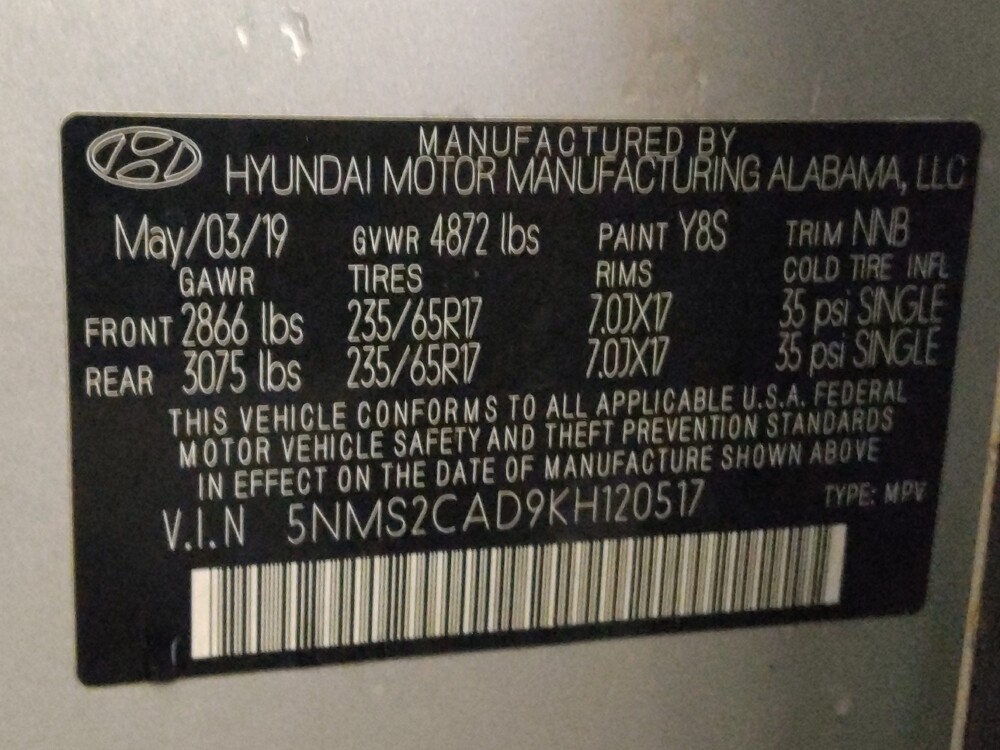 MANUFACTURED BY
HYUNDAI MOTOR MANUFACTURING ALABAMA, LLC
May/03/19 GVWR 4872 lbs PAINT Y8S TRIM NNB
GAWR TIRES RIMS COLD TIRE INFL
FRONT 2866 lbs 235/65R17 7.0JX17 35 psi SINGLE
REAR 3075 lbs 235/65R17 7.0JX17 35 psi SINGLE
THIS VEHICLE CONFORMS TO ALL APPLICABLE U.S.A. FEDERAL
MOTOR VEHICLE SAFETY AND THEFT PREVENTION STANDARDS
IN EFFECT ON THE DATE OF MANUFACTURE SHOWN ABOVE
V.I.N 5NMS2CAD9KH120517 TYPE: MPV